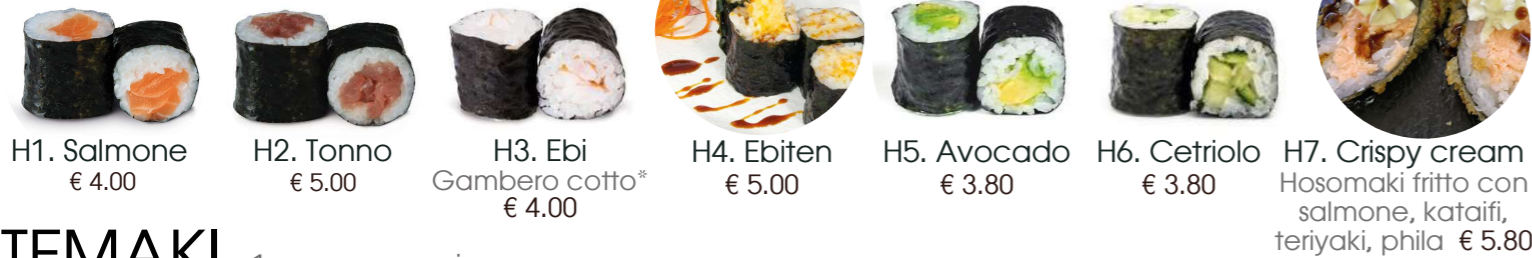 H1. Salmone
€ 4.00
H2. Tonno
€ 5.00
H3. Ebi
Gambero cotto*
€ 4.00
H4. Ebiten
€ 5.00
H5. Avocado
€ 3.80
H6. Cetriolo
€ 3.80
H7. Crispy cream
Hosomaki fritto con
salmone, kataifi,
teriyaki, phila € 5.80
TEMAKI